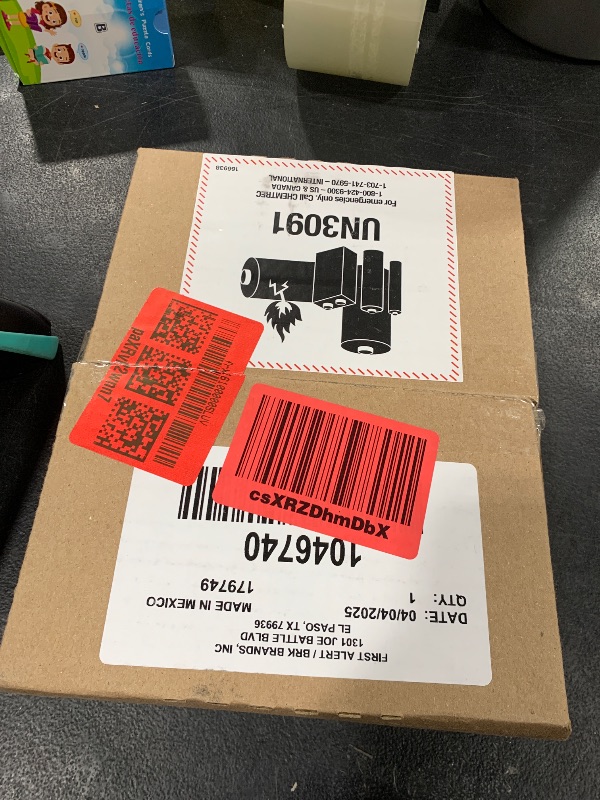 B
168938
For emergencies only, Call CHEMTREC
1-800-424-9300 – US & CANADA
1-703-741-5970 – INTERNATIONAL
UN3091
csXRZDhmDbX
1046740
179749
MADE IN MEXICO
QTY: 1
DATE: 04/04/2025
FIRST ALERT / BRK BRANDS, INC
1301 JOE BATTLE BLVD
EL PASO, TX 79936